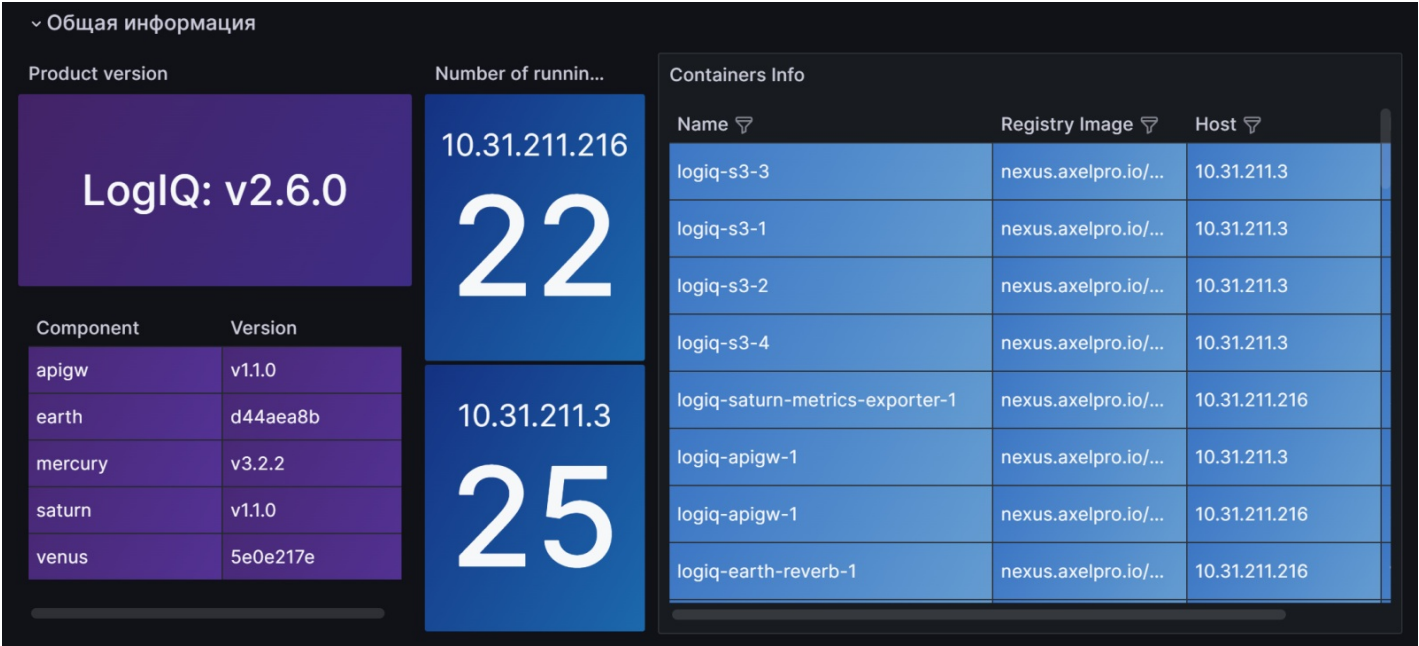 Общая информация
Product version
LogIQ: v2.6.0
Component Version
apigw v1.1.0
earth d44aea8b
mercury v3.2.2
saturn v1.1.0
venus 5e0e217e
Number of runnin...
10.31.211.216
22
10.31.211.3
25
Containers Info
Name Registry Image Host
logiq-s3-3 nexus.axelpro.io/... 10.31.211.3
logiq-s3-1 nexus.axelpro.io/... 10.31.211.3
logiq-s3-2 nexus.axelpro.io/... 10.31.211.3
logiq-s3-4 nexus.axelpro.io/... 10.31.211.3
logiq-saturn-metrics-exporter-1 nexus.axelpro.io/... 10.31.211.216
logiq-apigw-1 nexus.axelpro.io/... 10.31.211.3
logiq-apigw-1 nexus.axelpro.io/... 10.31.211.216
logiq-earth-reverb-1 nexus.axelpro.io/... 10.31.211.216